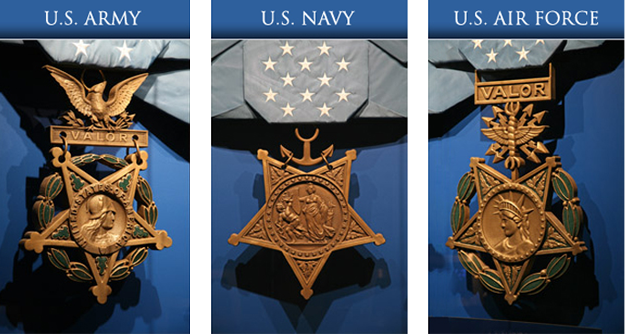 U.S. ARMY
U.S. NAVY
U.S. AIR FORCE
VALOR
VALOR